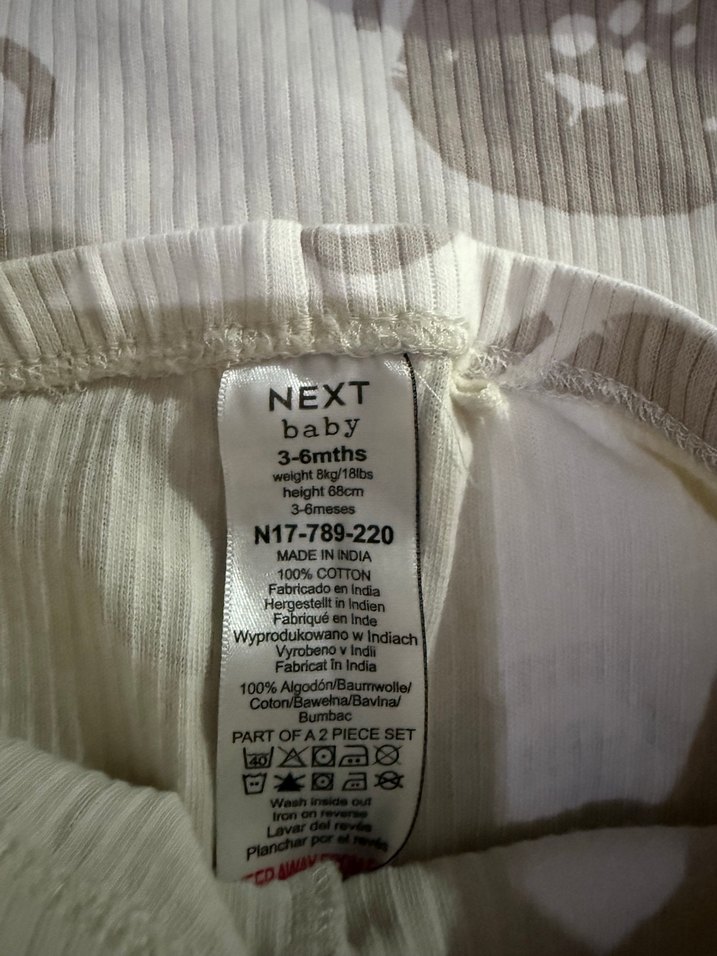 NEXT
baby
3-6mths
weight 8kg/18lbs
height 68cm
3-6meses
N17-789-220
MADE IN INDIA
100% COTTON
Fabricado en India
Hergestellt in Indien
Fabriqué en Inde
Wyprodukowano w Indiach
Vyrobeno v Indii
Fabricat în India
100% Algodón/Baumwolle/
Coton/Bawełna/Bavlna/
Bumbac
PART OF A 2 PIECE SET
40
Wash inside out
Iron on reverse
Lavar del revés
Planchar por el revés
AWAY